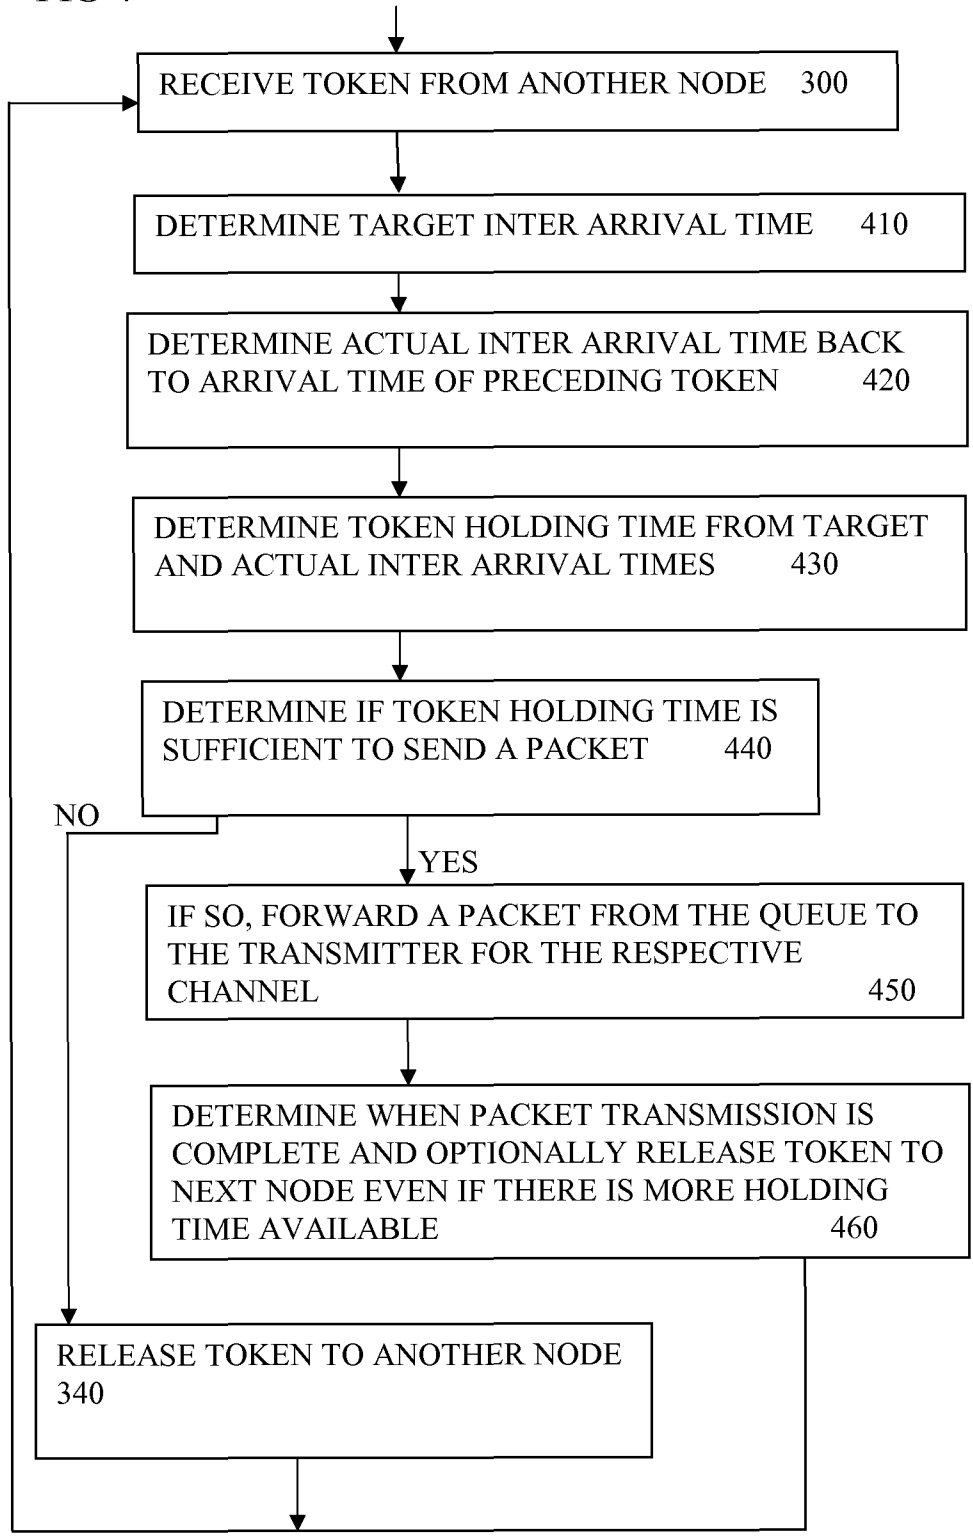 RECEIVE TOKEN FROM ANOTHER NODE 300
DETERMINE TARGET INTER ARRIVAL TIME 410
DETERMINE ACTUAL INTER ARRIVAL TIME BACK
TO ARRIVAL TIME OF PRECEDING TOKEN 420
DETERMINE TOKEN HOLDING TIME FROM TARGET
AND ACTUAL INTER ARRIVAL TIMES 430
DETERMINE IF TOKEN HOLDING TIME IS
SUFFICIENT TO SEND A PACKET 440
NO
YES
IF SO, FORWARD A PACKET FROM THE QUEUE TO
THE TRANSMITTER FOR THE RESPECTIVE
CHANNEL 450
DETERMINE WHEN PACKET TRANSMISSION IS
COMPLETE AND OPTIONALLY RELEASE TOKEN TO
NEXT NODE EVEN IF THERE IS MORE HOLDING
TIME AVAILABLE 460
RELEASE TOKEN TO ANOTHER NODE
340